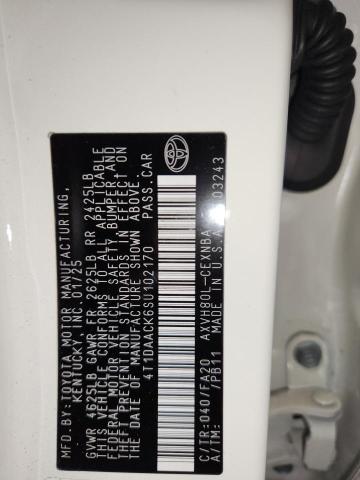 MFD.BY:TOYOTA MOTOR MANUFACTURING,
KENTUCKY, INC. 01/25
GVWR 4625LB GAWR FR 2625LB RR 2425LB
THIS VEHICLE CONFORMS TO ALL APPLICABLE
FEDERAL MOTOR VEHICLE SAFETY, BUMPER AND
THEFT PREVENTION STANDARDS IN EFFECT ON
THE DATE OF MANUFACTURE SHOWN ABOVE.
4T1DAACK6SU102170 PASS.CAR
C/TR:040/FA20 AXVH80L-CEXNBA
A/TM: /PB11 MADE IN U.S.A. 03243